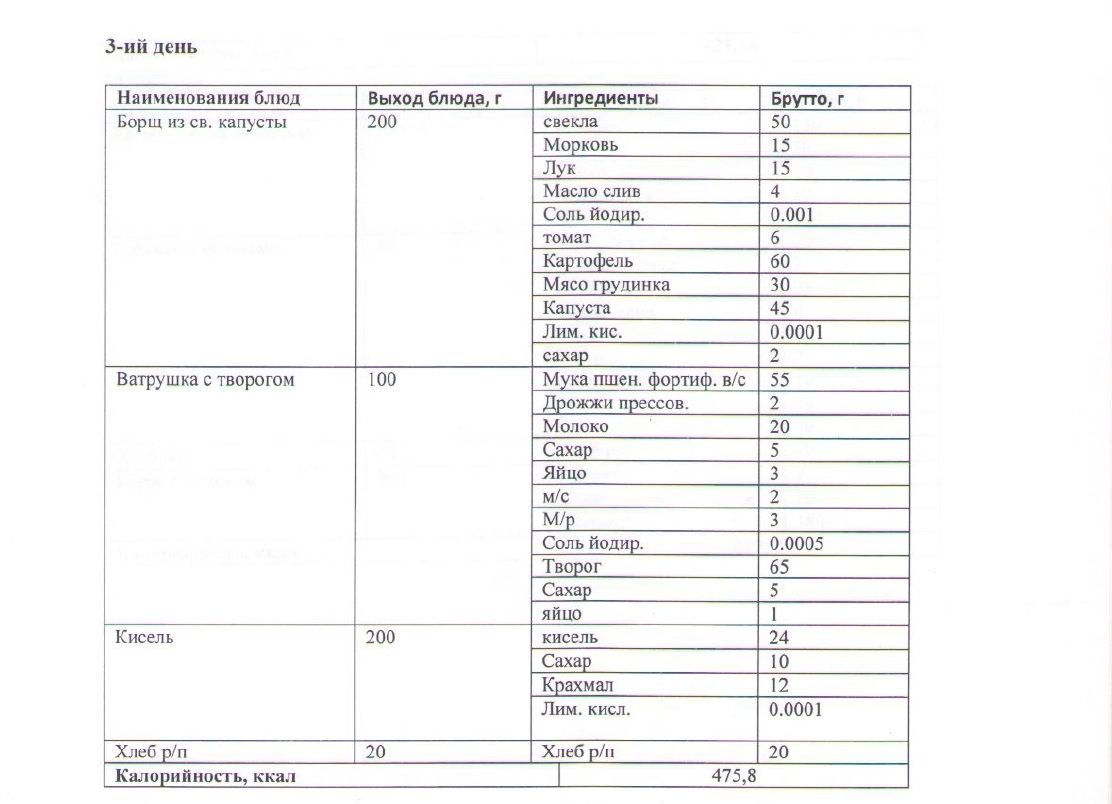 3-ий день
Наименования блюд Выход блюда, г Ингредиенты Брутто, г
Борщ из св. капусты 200 свекла 50
Морковь 15
Лук 15
Масло слив 4
Соль йодир. 0.001
томат 6
Картофель 60
Мясо грудинка 30
Капуста 45
Лим. кис. 0.0001
сахар 2
Ватрушка с творогом 100 Мука пшен. фортиф. в/с 55
Дрожжи прессов. 2
Молоко 20
Сахар 5
Яйцо 3
м/с 2
М/р 3
Соль йодир. 0.0005
Творог 65
Сахар 5
яйцо 1
Кисель 200 кисель 24
Сахар 10
Крахмал 12
Лим. кисл. 0.0001
Хлеб р/п 20 Хлеб р/п 20
Калорийность, ккал 475,8